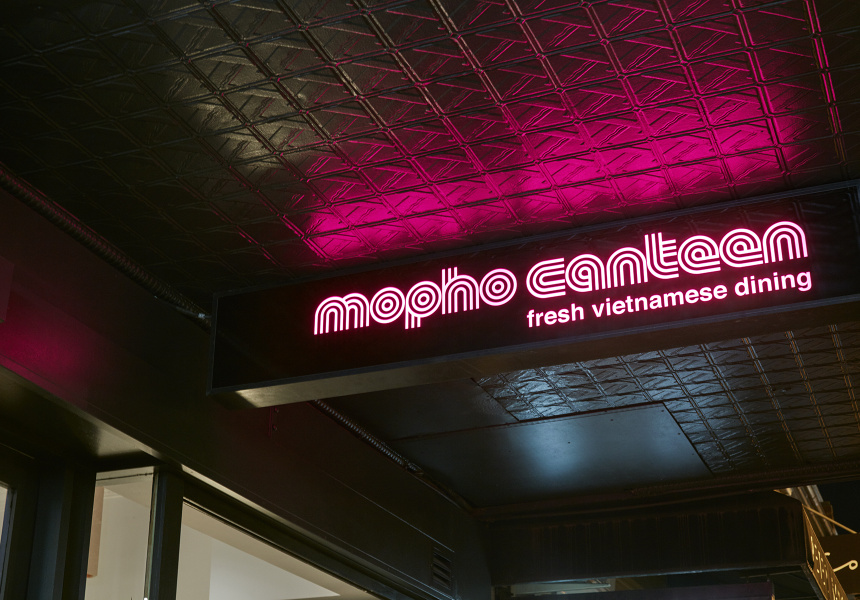 mopho canteen
fresh vietnamese dining